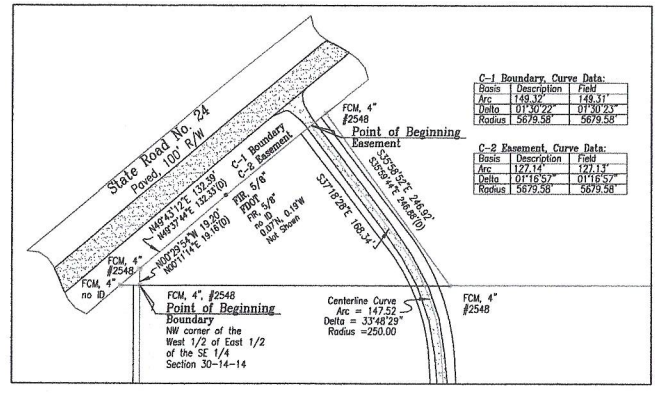 State Road No. 24
Paved, 100' R/W
N49°43'12"E 132.39'
N49°37'44"E 132.33'(D)
C-1 Boundary
C-2 Easement
FIR, 5/8"
FDOT
FIR, 5/8"
no ID
0.07'N, 0.19'W
Not Shown
N00°29'54"W 19.20'
N00°11'14"E 19.16'(D)
FCM, 4"
#2548
FCM, 4"
no ID
FCM, 4", #2548
Point of Beginning
Boundary
NW corner of the
West 1/2 of East 1/2
of the SE 1/4
Section 30-14-14
FCM, 4"
#2548
Point of Beginning
Easement
S35°58'52"E 246.92'
S35°59'44"E 246.88'(D)
S37°18'28"E 168.34'
Centerline Curve
Arc = 147.52
Delta = 33°48'29"
Radius =250.00
FCM, 4"
#2548
C-1 Boundary, Curve Data:
Basis Description Field
Arc 149.32' 149.31'
Delta 01°30'22" 01°30'23"
Radius 5679.58' 5679.58'
C-2 Easement, Curve Data:
Basis Description Field
Arc 127.14' 127.13'
Delta 01°16'57" 01°16'57"
Radius 5679.58' 5679.58'